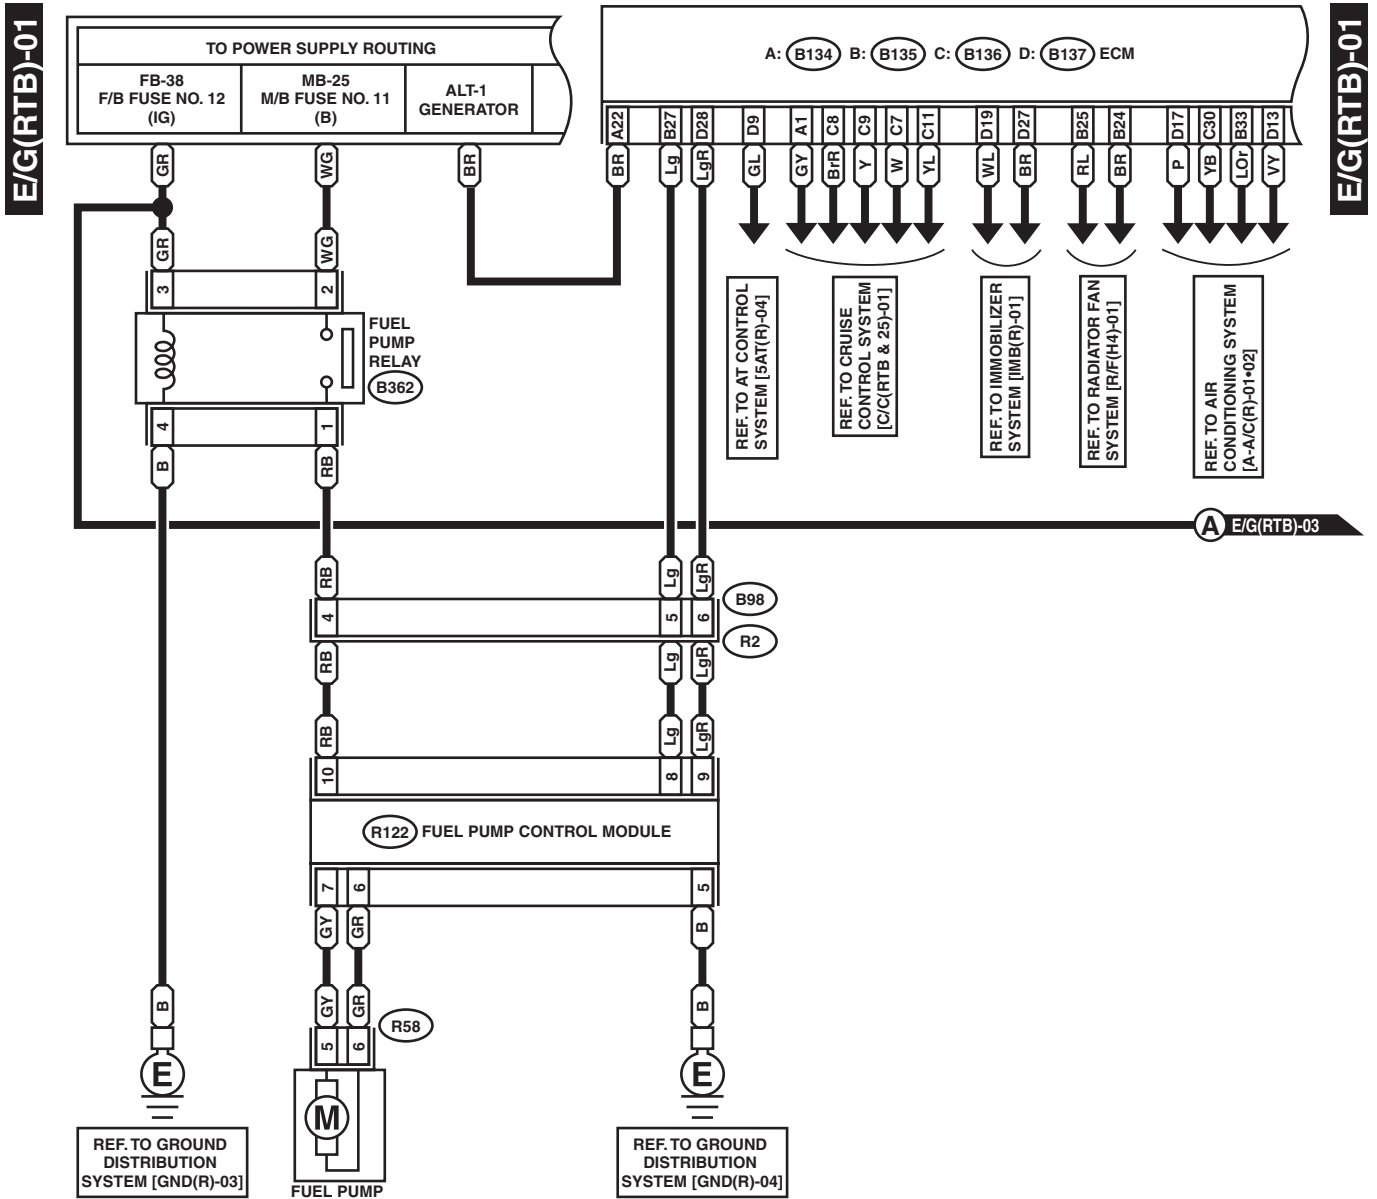 E/G(RTB)-01
E/G(RTB)-01
TO POWER SUPPLY ROUTING
FB-38
F/B FUSE NO. 12
(IG)
MB-25
M/B FUSE NO. 11
(B)
ALT-1
GENERATOR
A: B134 B: B135 C: B136 D: B137 ECM
A22 B27 D28 D9 A1 C8 C9 C7 C11 D19 D27 B25 B24 D17 C30 B33 D13
GR WG BR BR Lg LgR GL GY BrR Y W YL WL BR RL BR P YB LOr VY
GR WG
3 2
FUEL
PUMP
RELAY
B362
4 1
B RB
REF. TO AT CONTROL
SYSTEM [5AT(R)-04]
REF. TO CRUISE
CONTROL SYSTEM
[C/C(RTB & 25)-01]
REF. TO IMMOBILIZER
SYSTEM [IMB(R)-01]
REF. TO RADIATOR FAN
SYSTEM [R/F(H4)-01]
REF. TO AIR
CONDITIONING SYSTEM
[A-A/C(R)-01•02]
A E/G(RTB)-03
RB Lg LgR
4 5 6
B98
R2
RB Lg LgR
RB Lg LgR
10 8 9
R122 FUEL PUMP CONTROL MODULE
7 6 5
GY GR B
B GY GR B
R58
5 6
E M E
REF. TO GROUND
DISTRIBUTION
SYSTEM [GND(R)-03]
FUEL PUMP
REF. TO GROUND
DISTRIBUTION
SYSTEM [GND(R)-04]